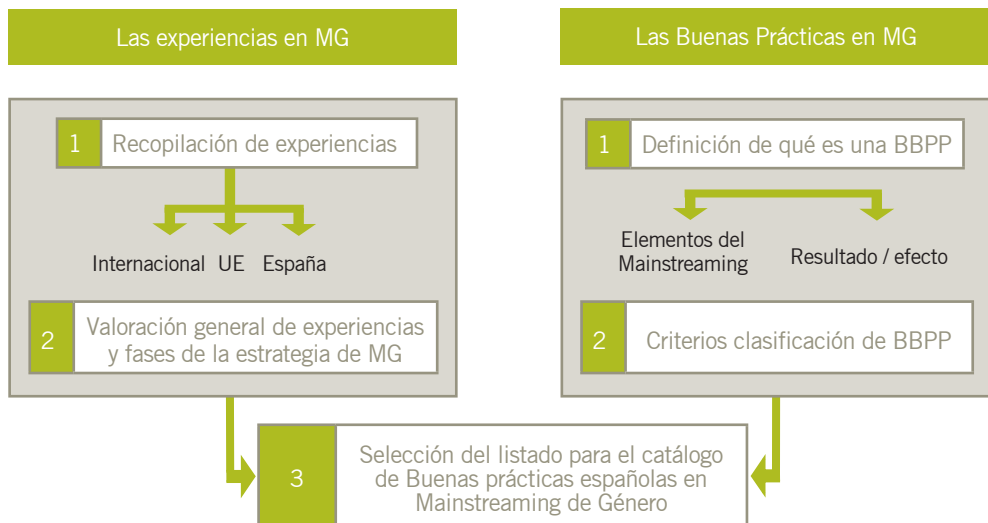 Las experiencias en MG
1
Recopilación de experiencias
Internacional UE España
2
Valoración general de experiencias
y fases de la estrategia de MG
Las Buenas Prácticas en MG
1
Definición de qué es una BBPP
Elementos del
Mainstreaming
Resultado / efecto
2
Criterios clasificación de BBPP
3
Selección del listado para el catálogo
de Buenas prácticas españolas en
Mainstreaming de Género